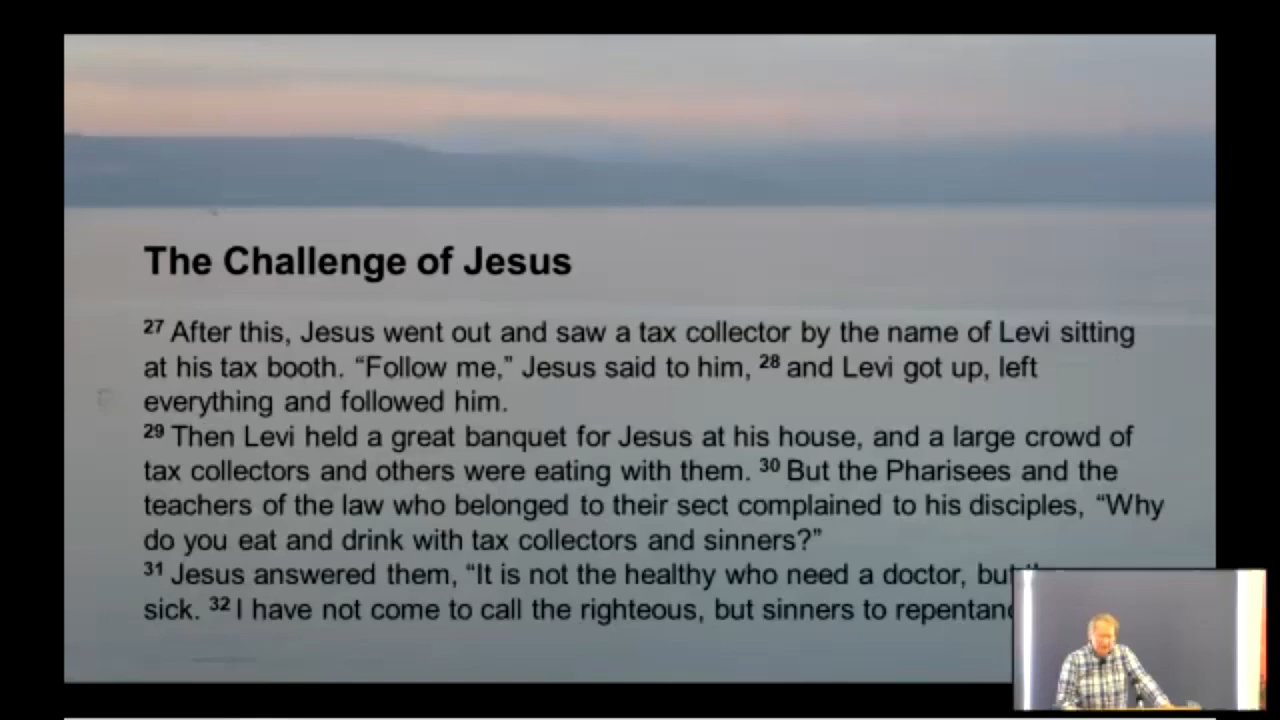 The Challenge of Jesus
27 After this, Jesus went out and saw a tax collector by the name of Levi sitting
at his tax booth. “Follow me,” Jesus said to him, 28 and Levi got up, left
everything and followed him.
29 Then Levi held a great banquet for Jesus at his house, and a large crowd of
tax collectors and others were eating with them. 30 But the Pharisees and the
teachers of the law who belonged to their sect complained to his disciples, “Why
do you eat and drink with tax collectors and sinners?”
31 Jesus answered them, “It is not the healthy who need a doctor, but
sick. 32 I have not come to call the righteous, but sinners to